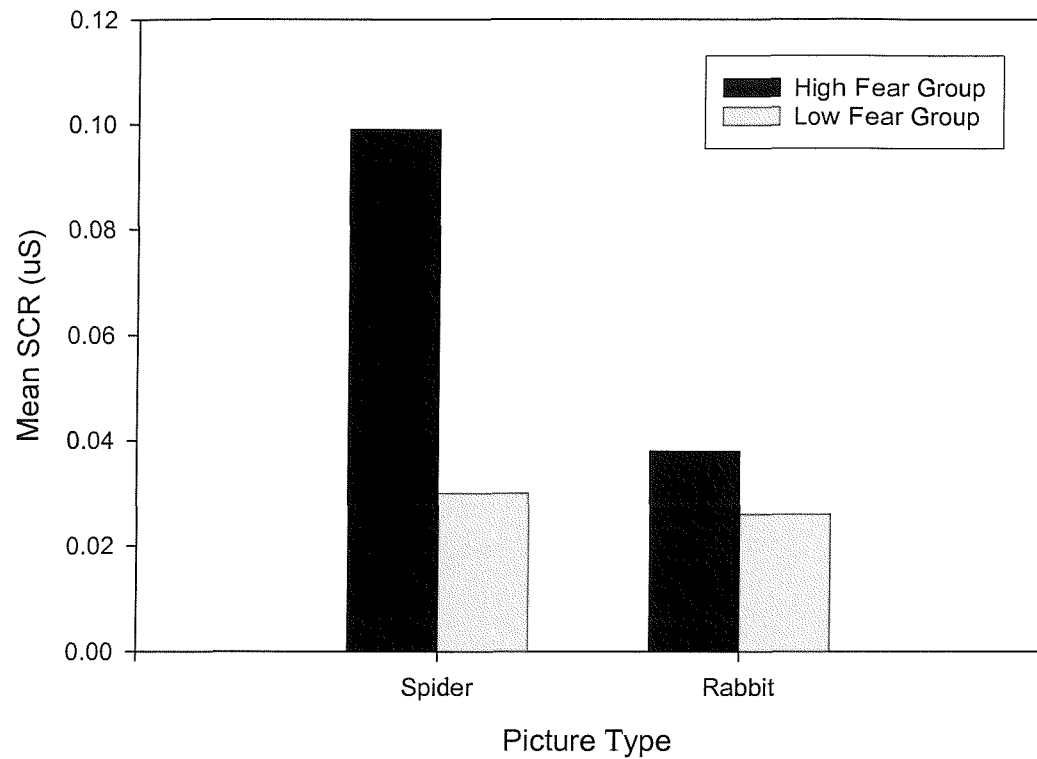 0.12
0.10
0.08
0.06
0.04
0.02
0.00
Mean SCR (uS)
High Fear Group
Low Fear Group
Spider
Rabbit
Picture Type